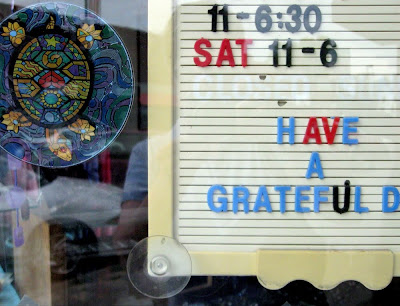 11-6:30
SAT 11-6
HAVE
A
GRATEFUL D